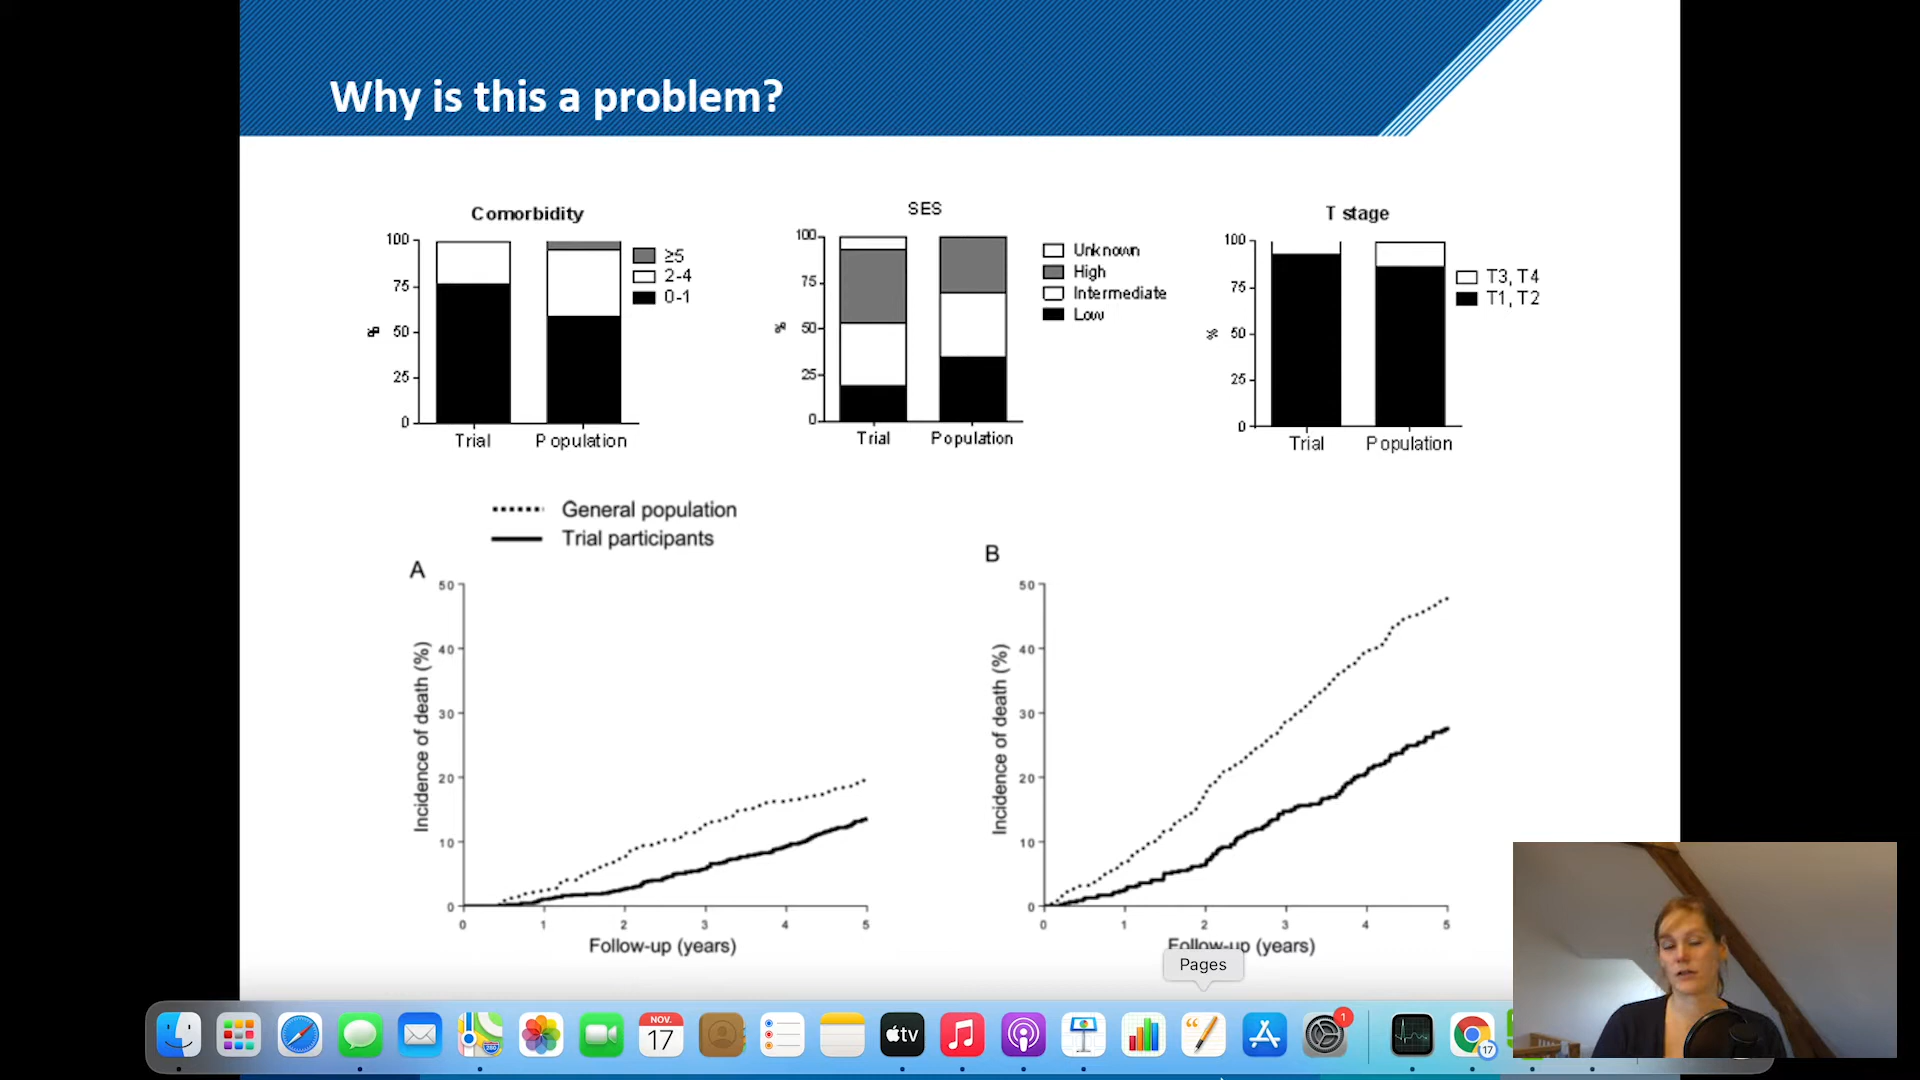 Why is this a problem?
Comorbidity
100
75
50
25
0
%
Trial
Population
≥5
2-4
0-1
SES
100
75
50
25
0
%
Trial
Population
Unknown
High
Intermediate
Low
T stage
100
75
50
25
0
%
Trial
Population
T3, T4
T1, T2
General population
Trial participants
A
50
40
30
20
10
0
Incidence of death (%)
0 1 2 3 4 5
Follow-up (years)
B
50
40
30
20
10
0
Incidence of death (%)
0 1 2 3 4 5
Follow-up (years)
Pages
NOV.
17
tv
1
17